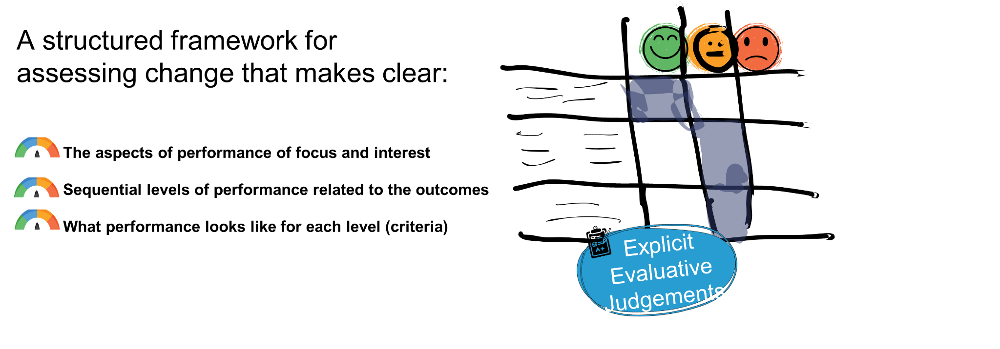 A structured framework for
assessing change that makes clear:
The aspects of performance of focus and interest
Sequential levels of performance related to the outcomes
What performance looks like for each level (criteria)
A+
Explicit
Evaluative
Judgements